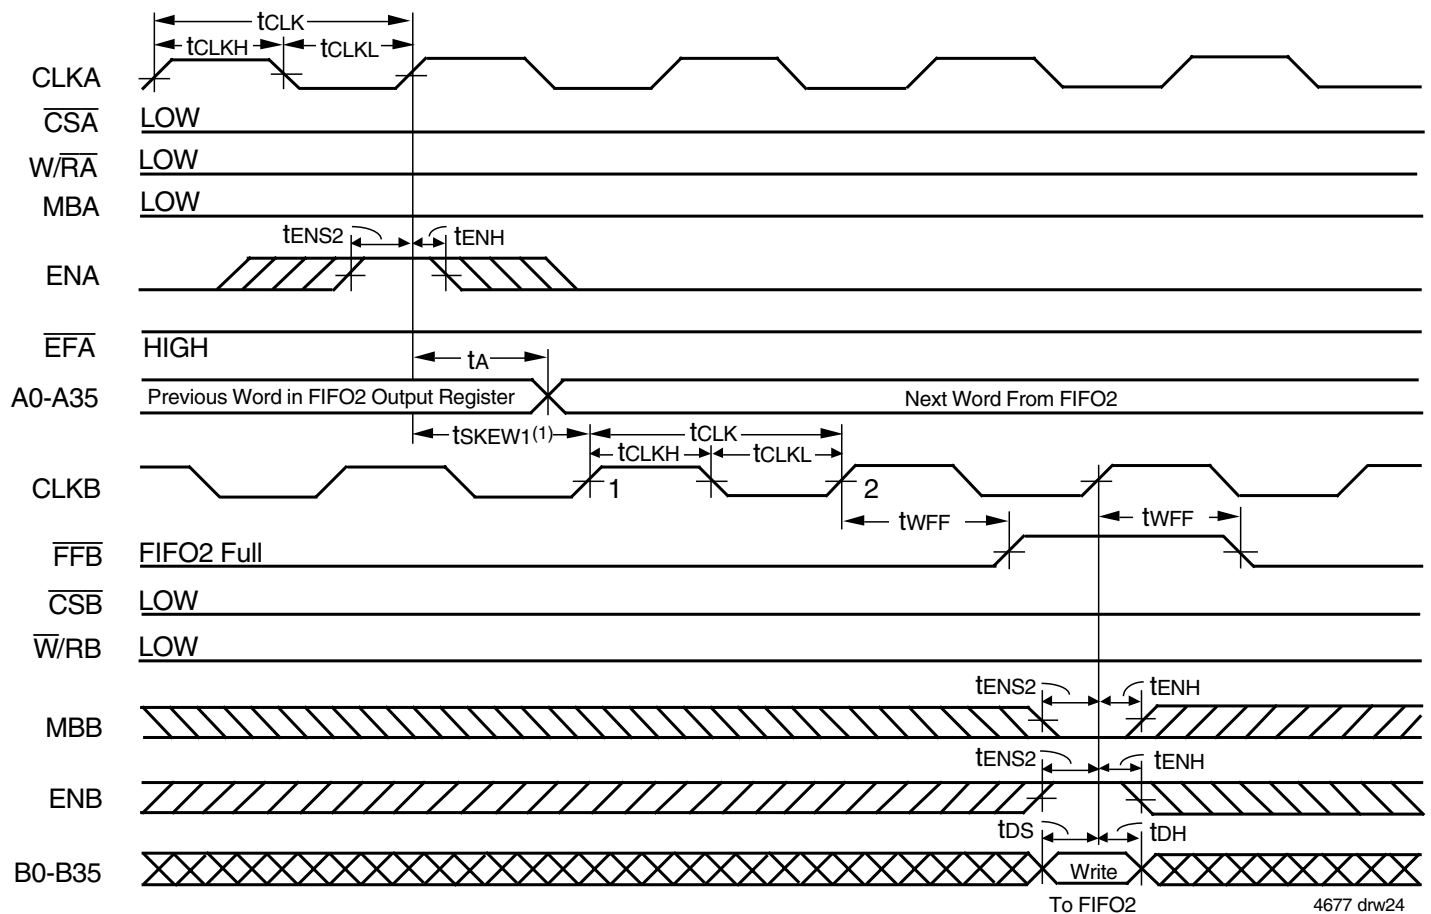 tCLK
tCLKH tCLKL
CLKA
CSA LOW
W/RA LOW
MBA LOW
tENS2 tENH
ENA
EFA HIGH
tA
A0-A35 Previous Word in FIFO2 Output Register Next Word From FIFO2
tSKEW1(1) tCLK
tCLKH tCLKL
CLKB 1 2
tWFF tWFF
FFB FIFO2 Full
CSB LOW
W/RB LOW
tENS2 tENH
MBB
tENS2 tENH
ENB
tDS tDH
B0-B35 Write
To FIFO2 4677 drw24